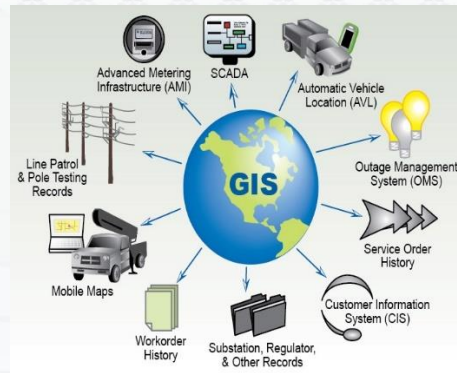 Advanced Metering
Infrastructure (AMI)
SCADA
Automatic Vehicle
Location (AVL)
Line Patrol
& Pole Testing
Records
GIS
Outage Management
System (OMS)
Service Order
History
Mobile Maps
Workorder
History
Substation, Regulator,
& Other Records
Customer Information
System (CIS)